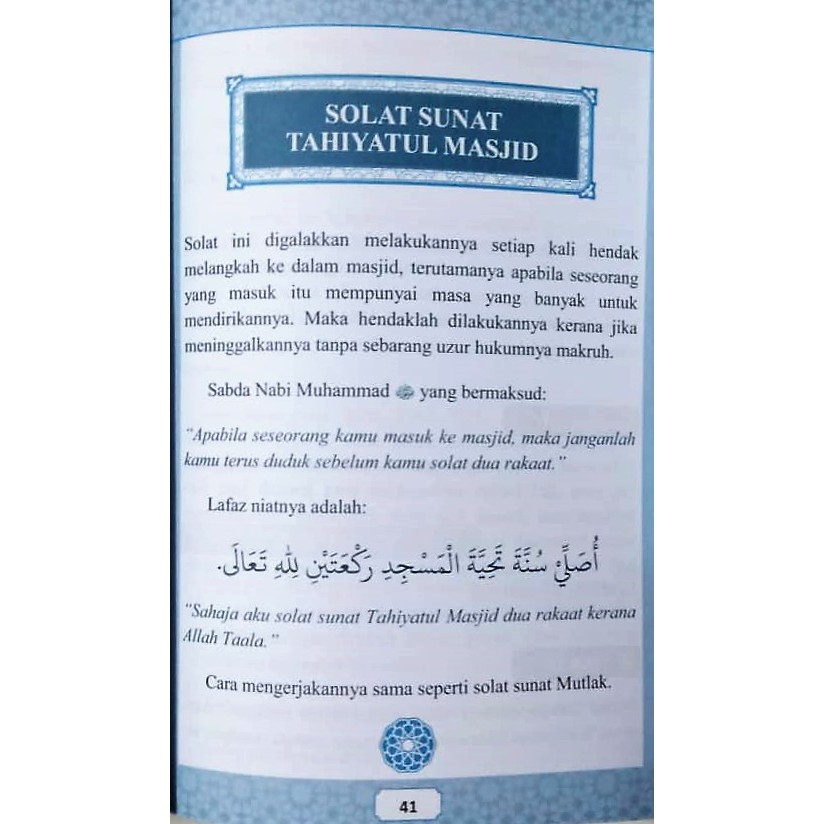 SOLAT SUNAT
TAHIYATUL MASJID
Solat ini digalakkan melakukannya setiap kali hendak
melangkah ke dalam masjid, terutamanya apabila seseorang
yang masuk itu mempunyai masa yang banyak untuk
mendirikannya. Maka hendaklah dilakukannya kerana jika
meninggalkannya tanpa sebarang uzur hukumnya makruh.
Sabda Nabi Muhammad ﷺ yang bermaksud:
“Apabila seseorang kamu masuk ke masjid, maka janganlah
kamu terus duduk sebelum kamu solat dua rakaat.”
Lafaz niatnya adalah:
أُصَلِّيْ سُنَّةَ تَحِيَّةَ الْمَسْجِدِ رَكْعَتَيْنِ لِلّٰهِ تَعَالَى.
“Sahaja aku solat sunat Tahiyatul Masjid dua rakaat kerana
Allah Taala.”
Cara mengerjakannya sama seperti solat sunat Mutlak.
41